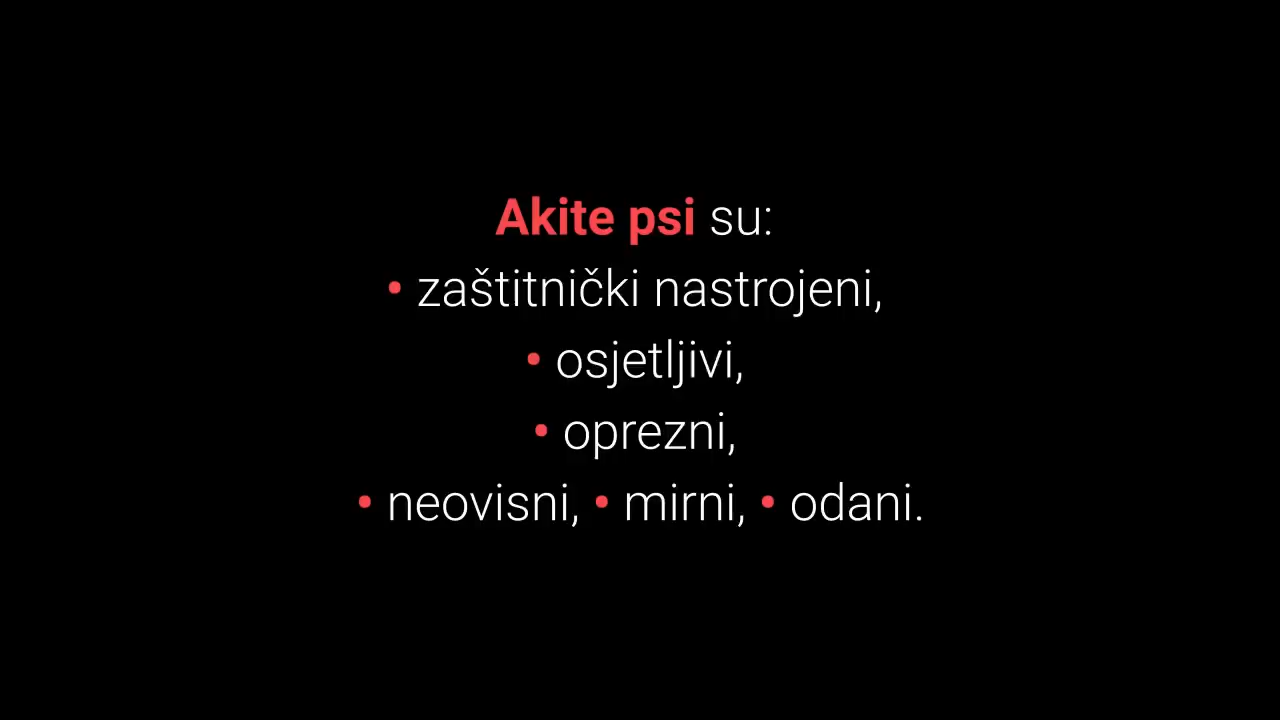 Akite psi su:
• zaštitnički nastrojeni,
• osjetljivi,
• oprezni,
• neovisni, • mirni, • odani.